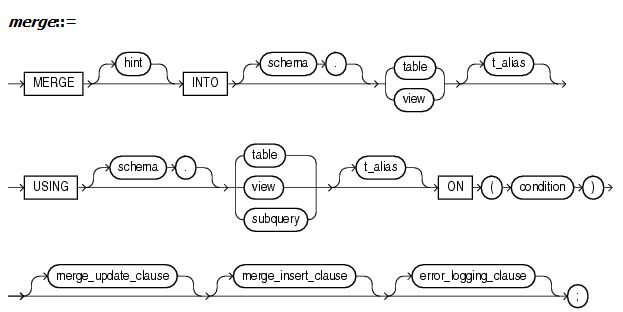 merge::=
MERGE hint INTO schema . table t_alias
view
USING schema . table t_alias ON ( condition )
view
subquery
merge_update_clause merge_insert_clause error_logging_clause ;